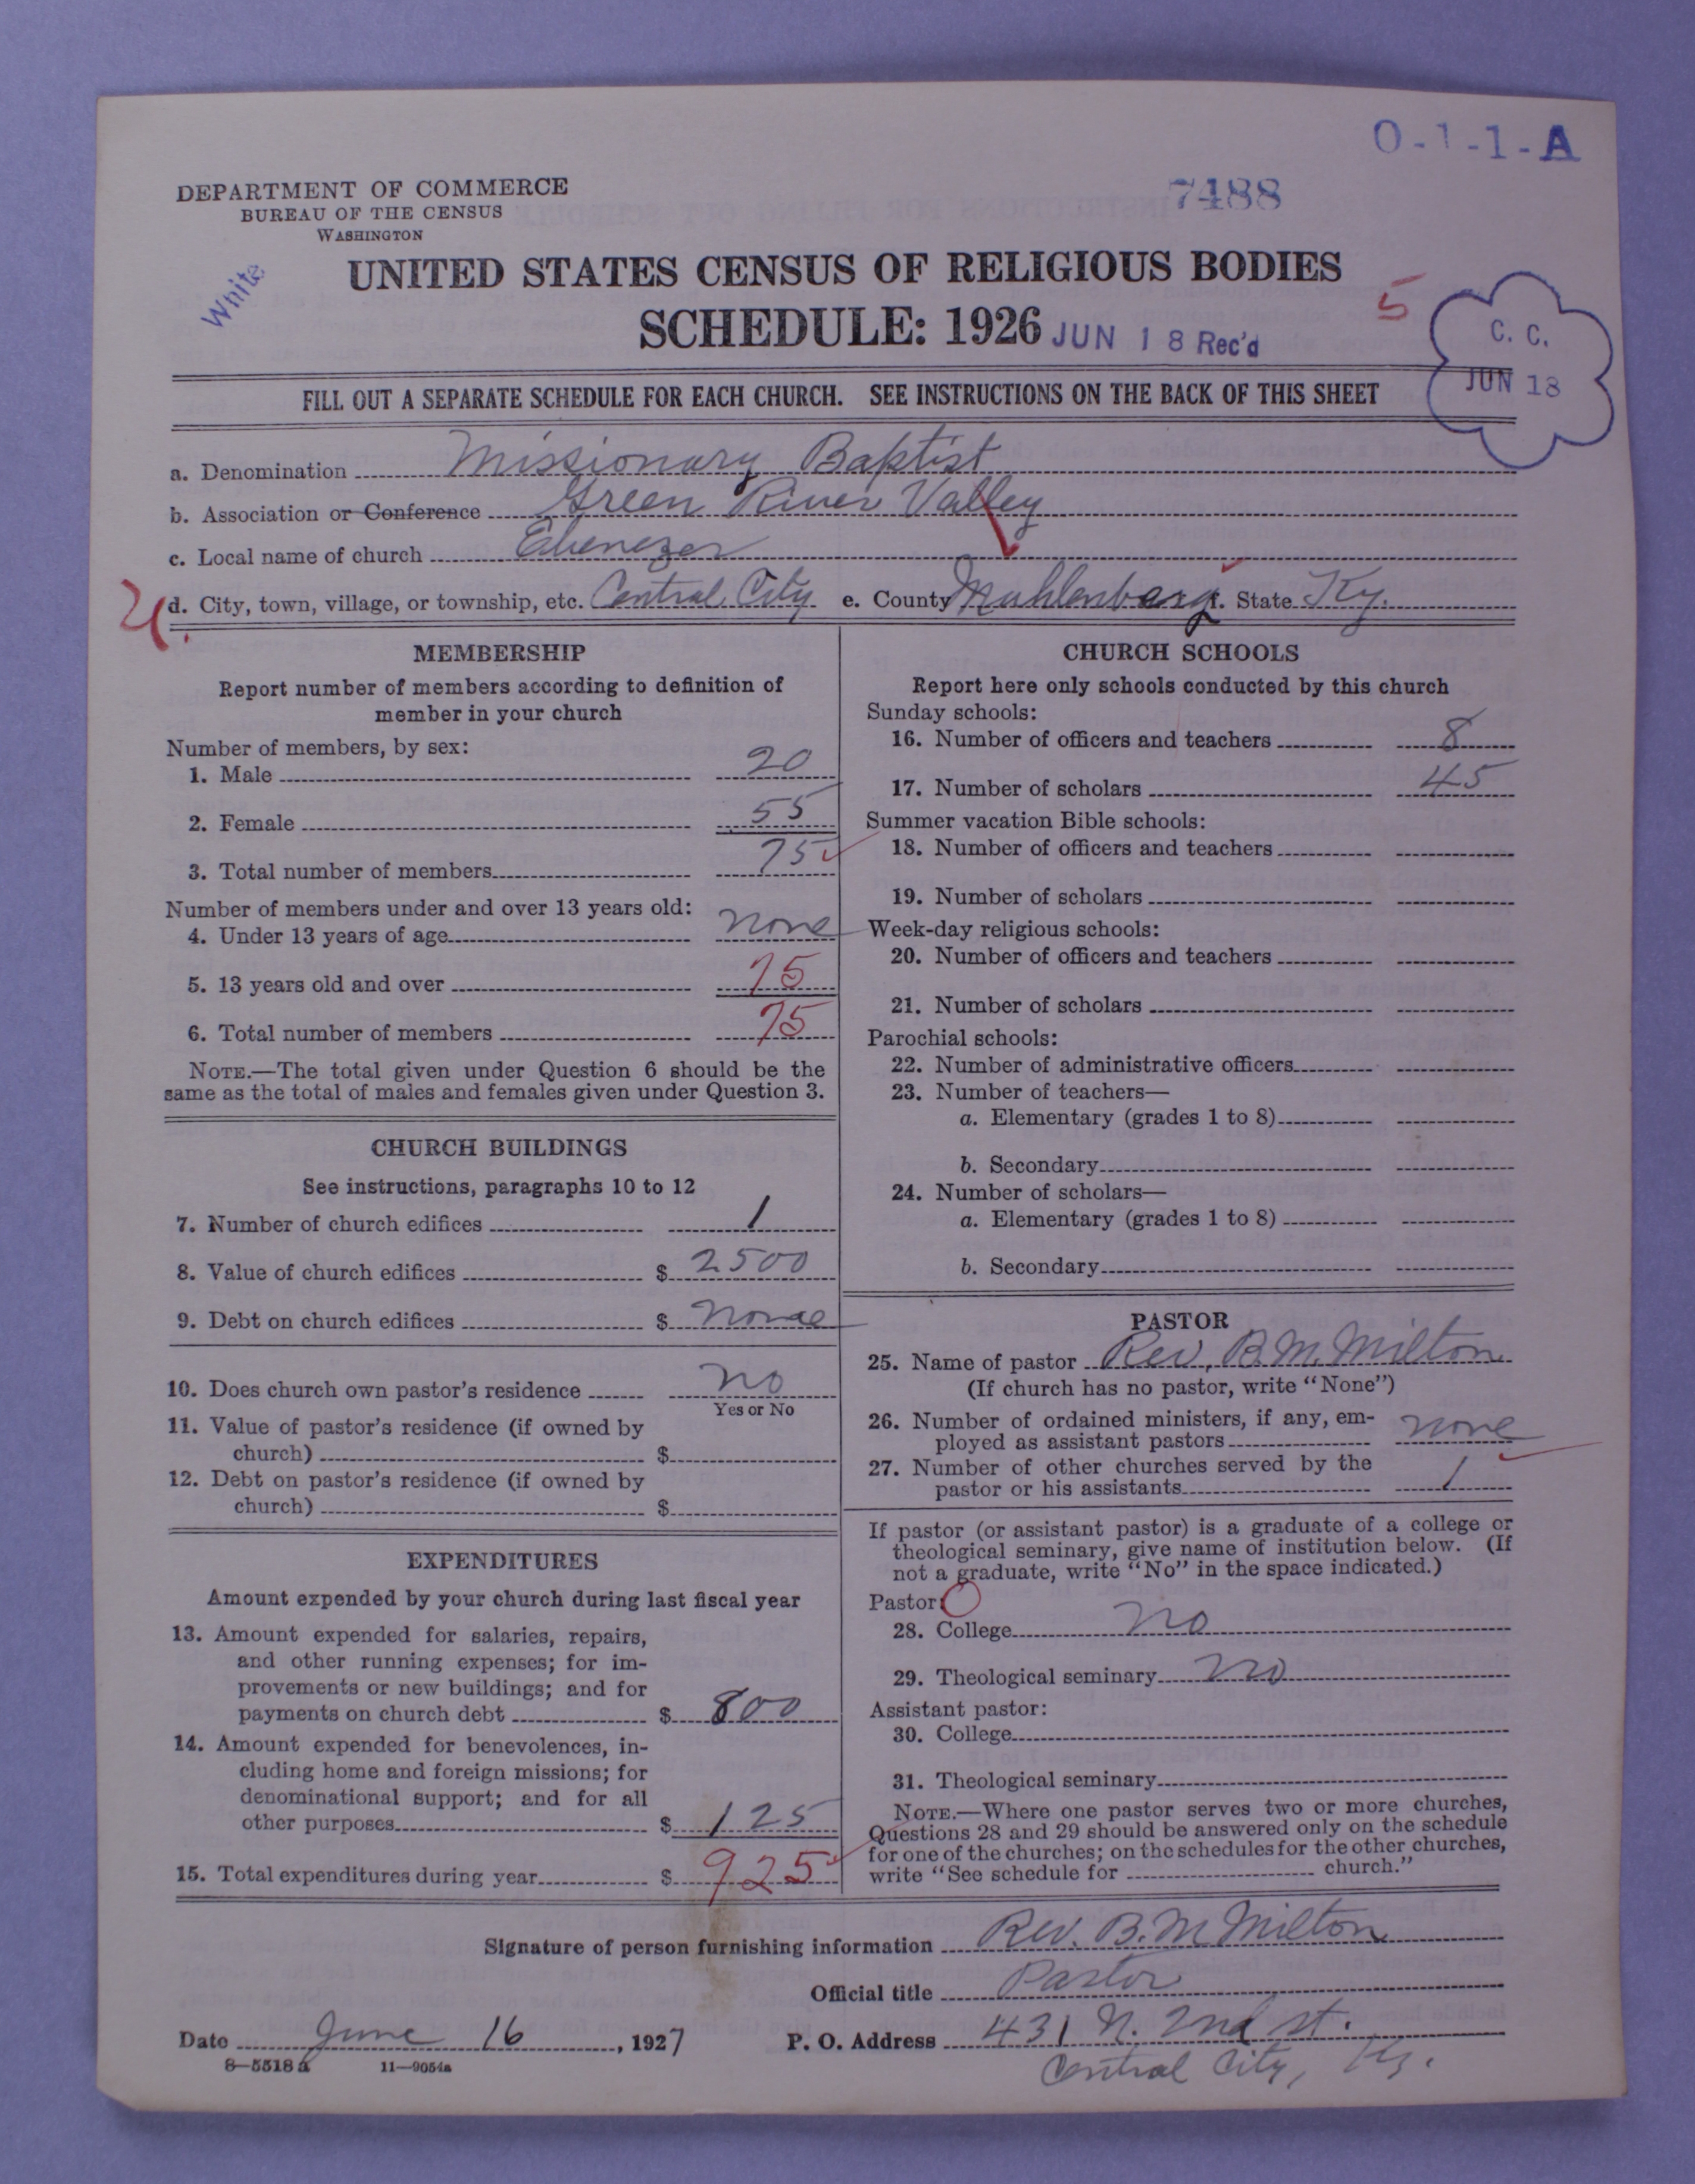 O-1-1-A
DEPARTMENT OF COMMERCE
BUREAU OF THE CENSUS
WASHINGTON
7488
White
UNITED STATES CENSUS OF RELIGIOUS BODIES
SCHEDULE: 1926
JUN 18 Rec'd
5
C. C.
JUN 18
FILL OUT A SEPARATE SCHEDULE FOR EACH CHURCH. SEE INSTRUCTIONS ON THE BACK OF THIS SHEET
a. Denomination Missionary Baptist
b. Association or Conference Green River Valley
c. Local name of church Ebenezer
d. City, town, village, or township, etc. Central City e. County Muhlenberg f. State Ky.
MEMBERSHIP
Report number of members according to definition of
member in your church
Number of members, by sex:
1. Male 20
2. Female 55
3. Total number of members 75
Number of members under and over 13 years old:
4. Under 13 years of age none
5. 13 years old and over 75
6. Total number of members 75
NOTE.—The total given under Question 6 should be the
same as the total of males and females given under Question 3.
CHURCH BUILDINGS
See instructions, paragraphs 10 to 12
7. Number of church edifices 1
8. Value of church edifices $ 2500
9. Debt on church edifices $ None
10. Does church own pastor's residence no
Yes or No
11. Value of pastor's residence (if owned by
church) $
12. Debt on pastor's residence (if owned by
church) $
EXPENDITURES
Amount expended by your church during last fiscal year
13. Amount expended for salaries, repairs,
and other running expenses; for im-
provements or new buildings; and for
payments on church debt $ 800
14. Amount expended for benevolences, in-
cluding home and foreign missions; for
denominational support; and for all
other purposes $ 125
15. Total expenditures during year $ 925
CHURCH SCHOOLS
Report here only schools conducted by this church
Sunday schools:
16. Number of officers and teachers 8
17. Number of scholars 45
Summer vacation Bible schools:
18. Number of officers and teachers
19. Number of scholars
Week-day religious schools:
20. Number of officers and teachers
21. Number of scholars
Parochial schools:
22. Number of administrative officers
23. Number of teachers—
a. Elementary (grades 1 to 8)
b. Secondary
24. Number of scholars—
a. Elementary (grades 1 to 8)
b. Secondary
PASTOR
25. Name of pastor Rev. B. M. Milton
(If church has no pastor, write "None")
26. Number of ordained ministers, if any, em-
ployed as assistant pastors none
27. Number of other churches served by the
pastor or his assistants 1
If pastor (or assistant pastor) is a graduate of a college or
theological seminary, give name of institution below. (If
not a graduate, write "No" in the space indicated.)
Pastor:
28. College no
29. Theological seminary no
Assistant pastor:
30. College
31. Theological seminary
NOTE.—Where one pastor serves two or more churches,
Questions 28 and 29 should be answered only on the schedule
for one of the churches; on the schedules for the other churches,
write "See schedule for church."
Signature of person furnishing information Rev. B. M Milton
Official title Pastor
Date June 16, 1927 P. O. Address 431 N. 2nd st.
Central City, Ky.
8-5518 a 11-9054a